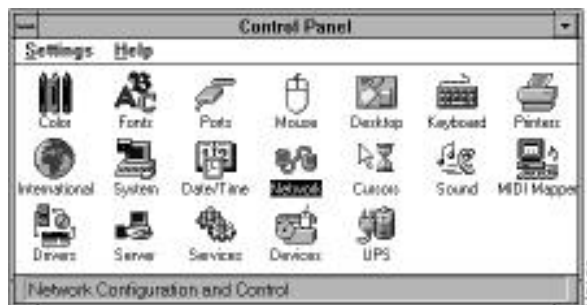 Control Panel
Settings Help
Color Fonts Ports Mouse Desktop Keyboard Printers
International System Date/Time Network Cursors Sound MIDI Mapper
Drivers Server Services Devices UPS
Network Configuration and Control